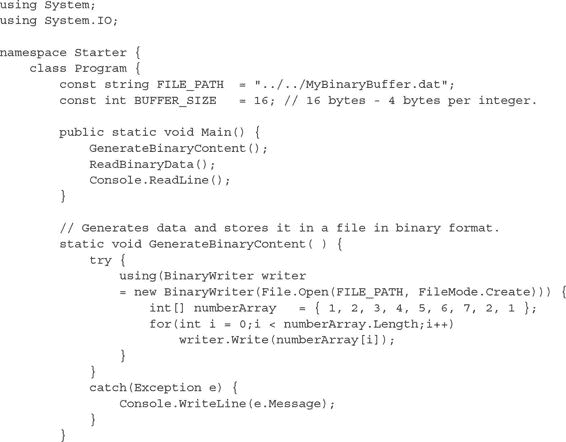 using System;
using System.IO;

namespace Starter {
    class Program {
        const string FILE_PATH  = "../../MyBinaryBuffer.dat";
        const int BUFFER_SIZE   = 16; // 16 bytes - 4 bytes per integer.

        public static void Main() {
            GenerateBinaryContent();
            ReadBinaryData();
            Console.ReadLine();
        }

        // Generates data and stores it in a file in binary format.
        static void GenerateBinaryContent( ) {
            try {
                using(BinaryWriter writer
                = new BinaryWriter(File.Open(FILE_PATH, FileMode.Create))) {
                    int[] numberArray   = { 1, 2, 3, 4, 5, 6, 7, 2, 1 };
                    for(int i = 0;i < numberArray.Length;i++)
                        writer.Write(numberArray[i]);
                }
            }
            catch(Exception e) {
                Console.WriteLine(e.Message);
            }
        }